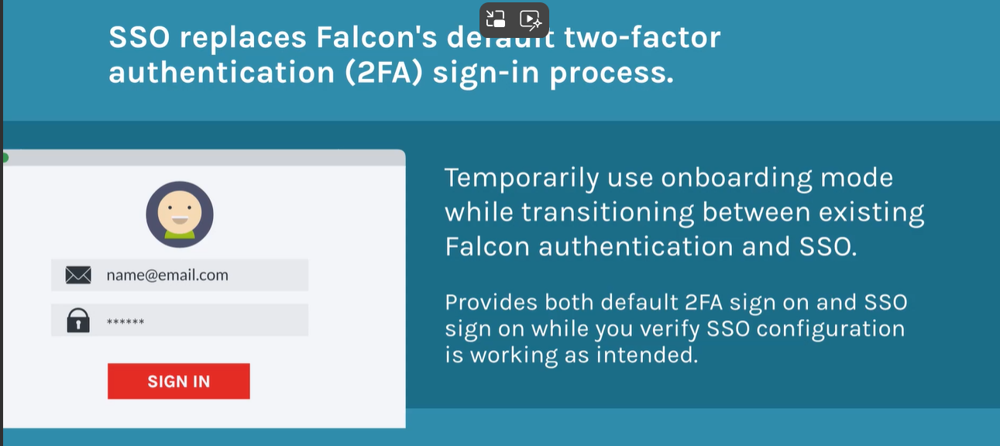 SSO replaces Falcon's default two-factor
authentication (2FA) sign-in process.
name@email.com
******
SIGN IN
Temporarily use onboarding mode
while transitioning between existing
Falcon authentication and SSO.
Provides both default 2FA sign on and SSO
sign on while you verify SSO configuration
is working as intended.